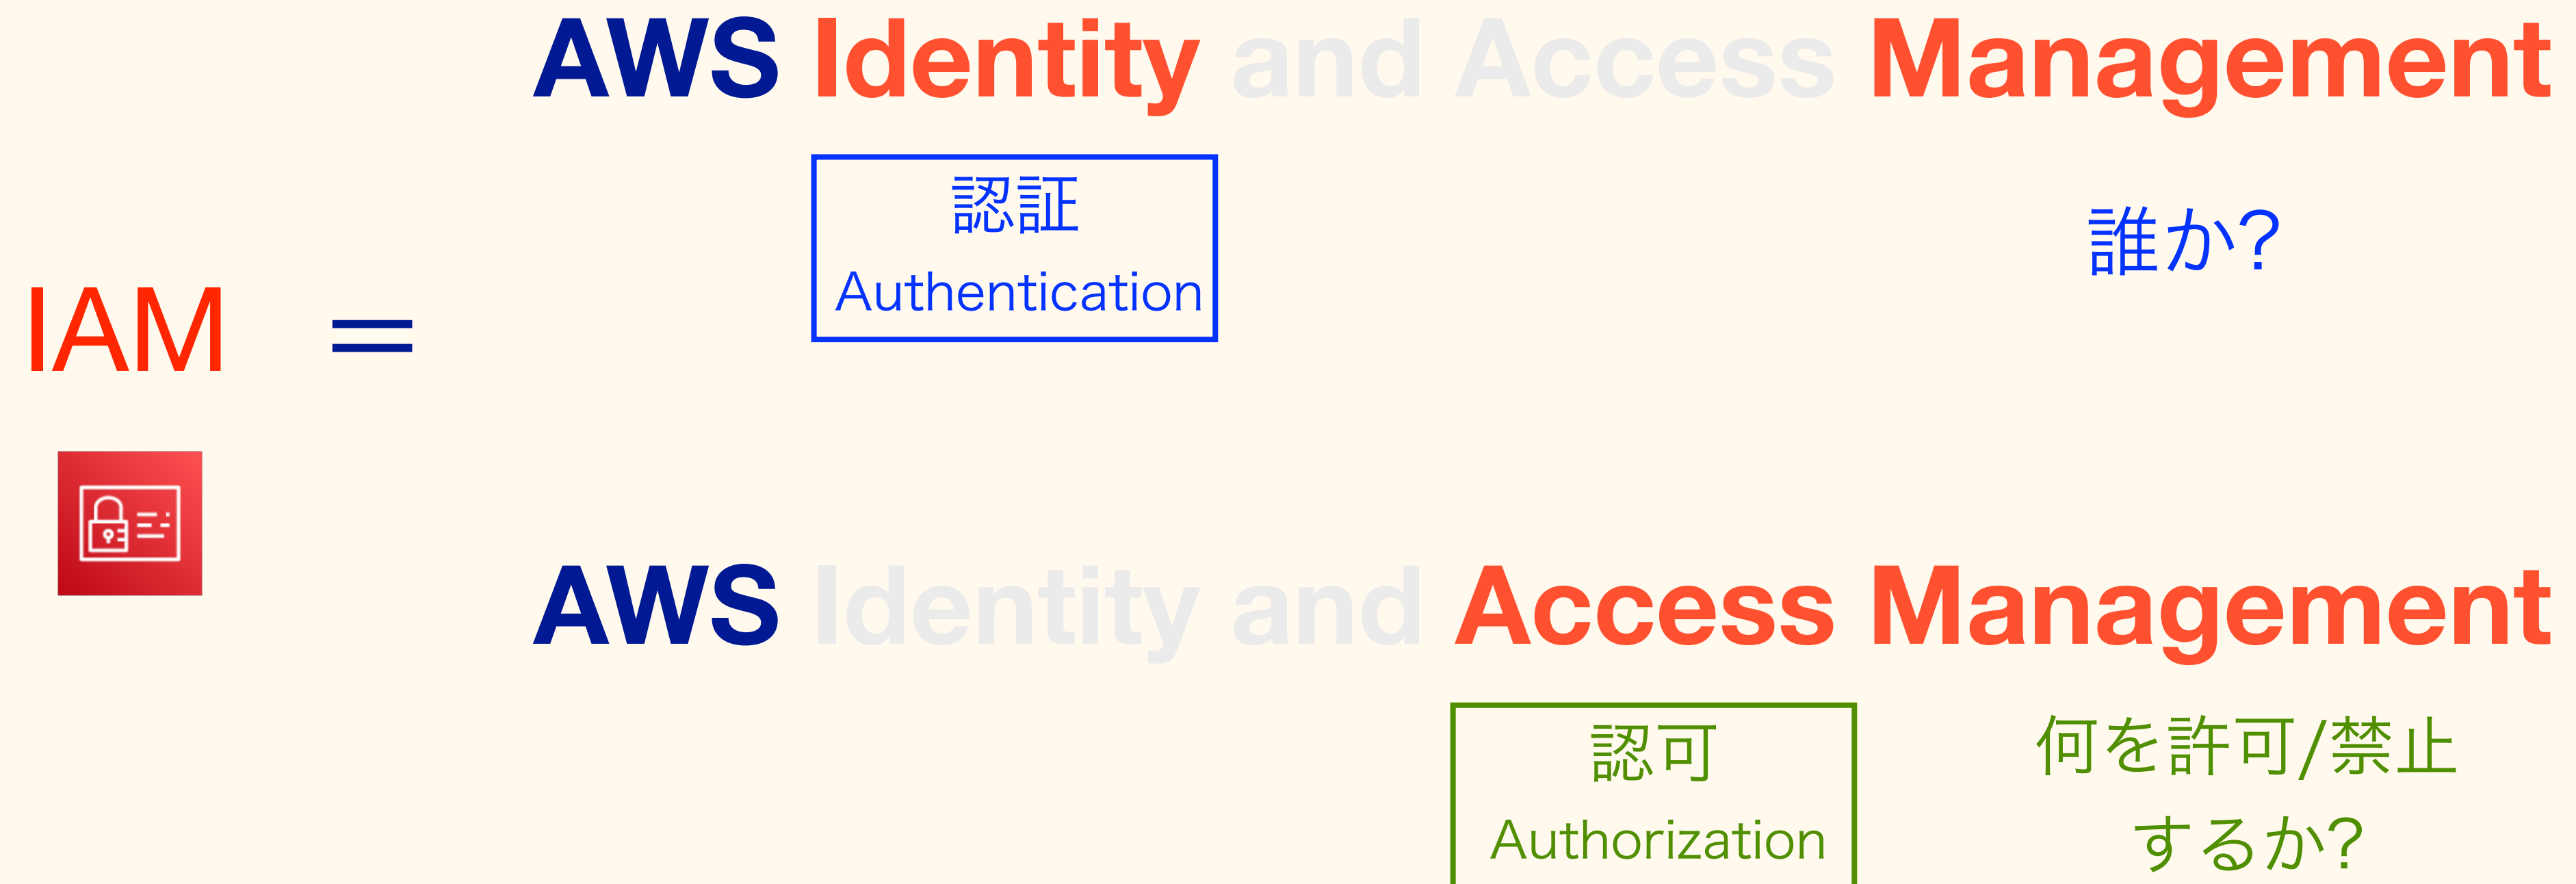 AWS Identity and Access Management
認証
Authentication
誰か?
IAM =
AWS Identity and Access Management
認可
Authorization
何を許可/禁止
するか?